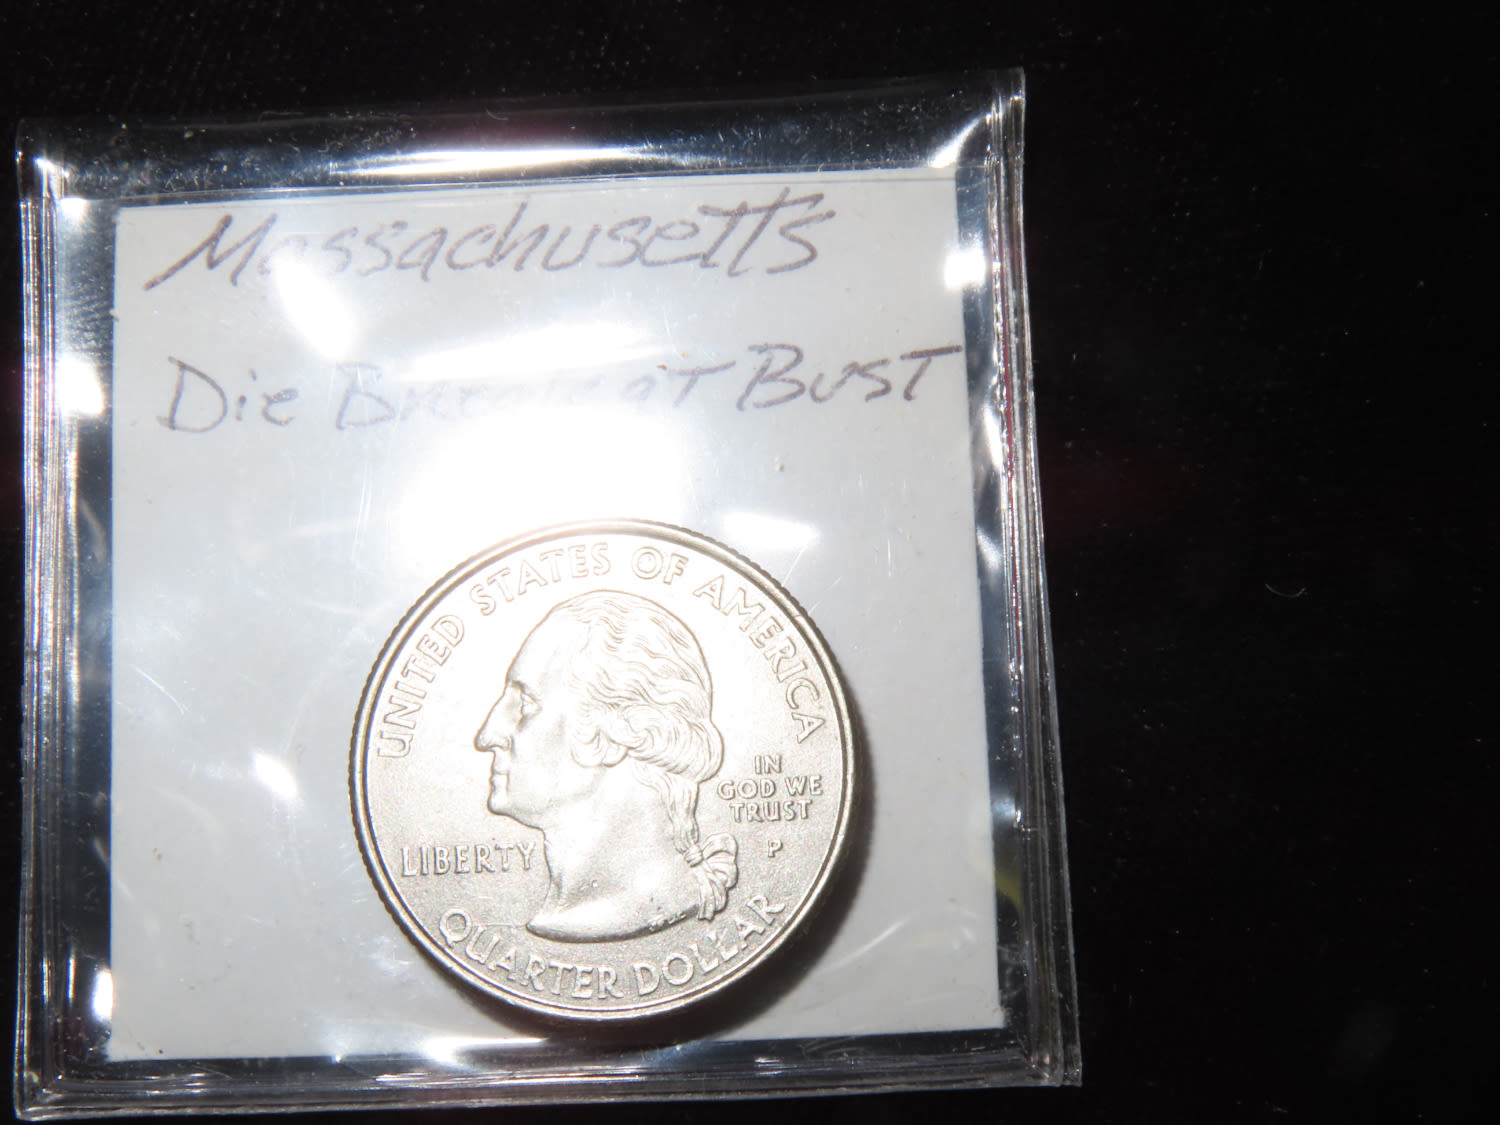 Massachusetts
Die at Bust
UNITED STATES OF AMERICA
IN
GOD WE
TRUST
LIBERTY
P
QUARTER DOLLAR